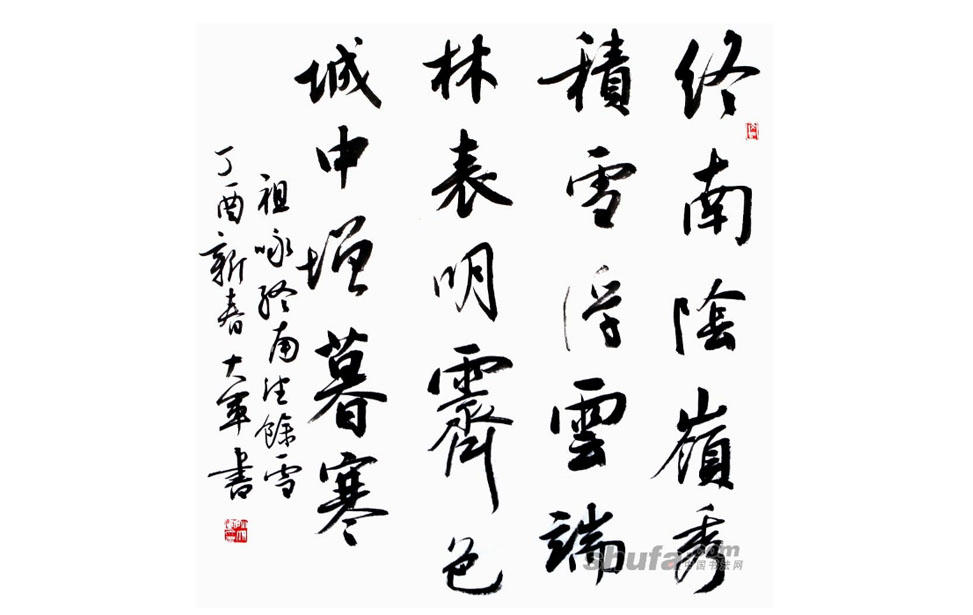 終南陰嶺秀
積雪浮雲端
林表明霽色
城中增暮寒
祖咏終南望餘雪
丁酉新春大軍書
shufa.com
中国书法网